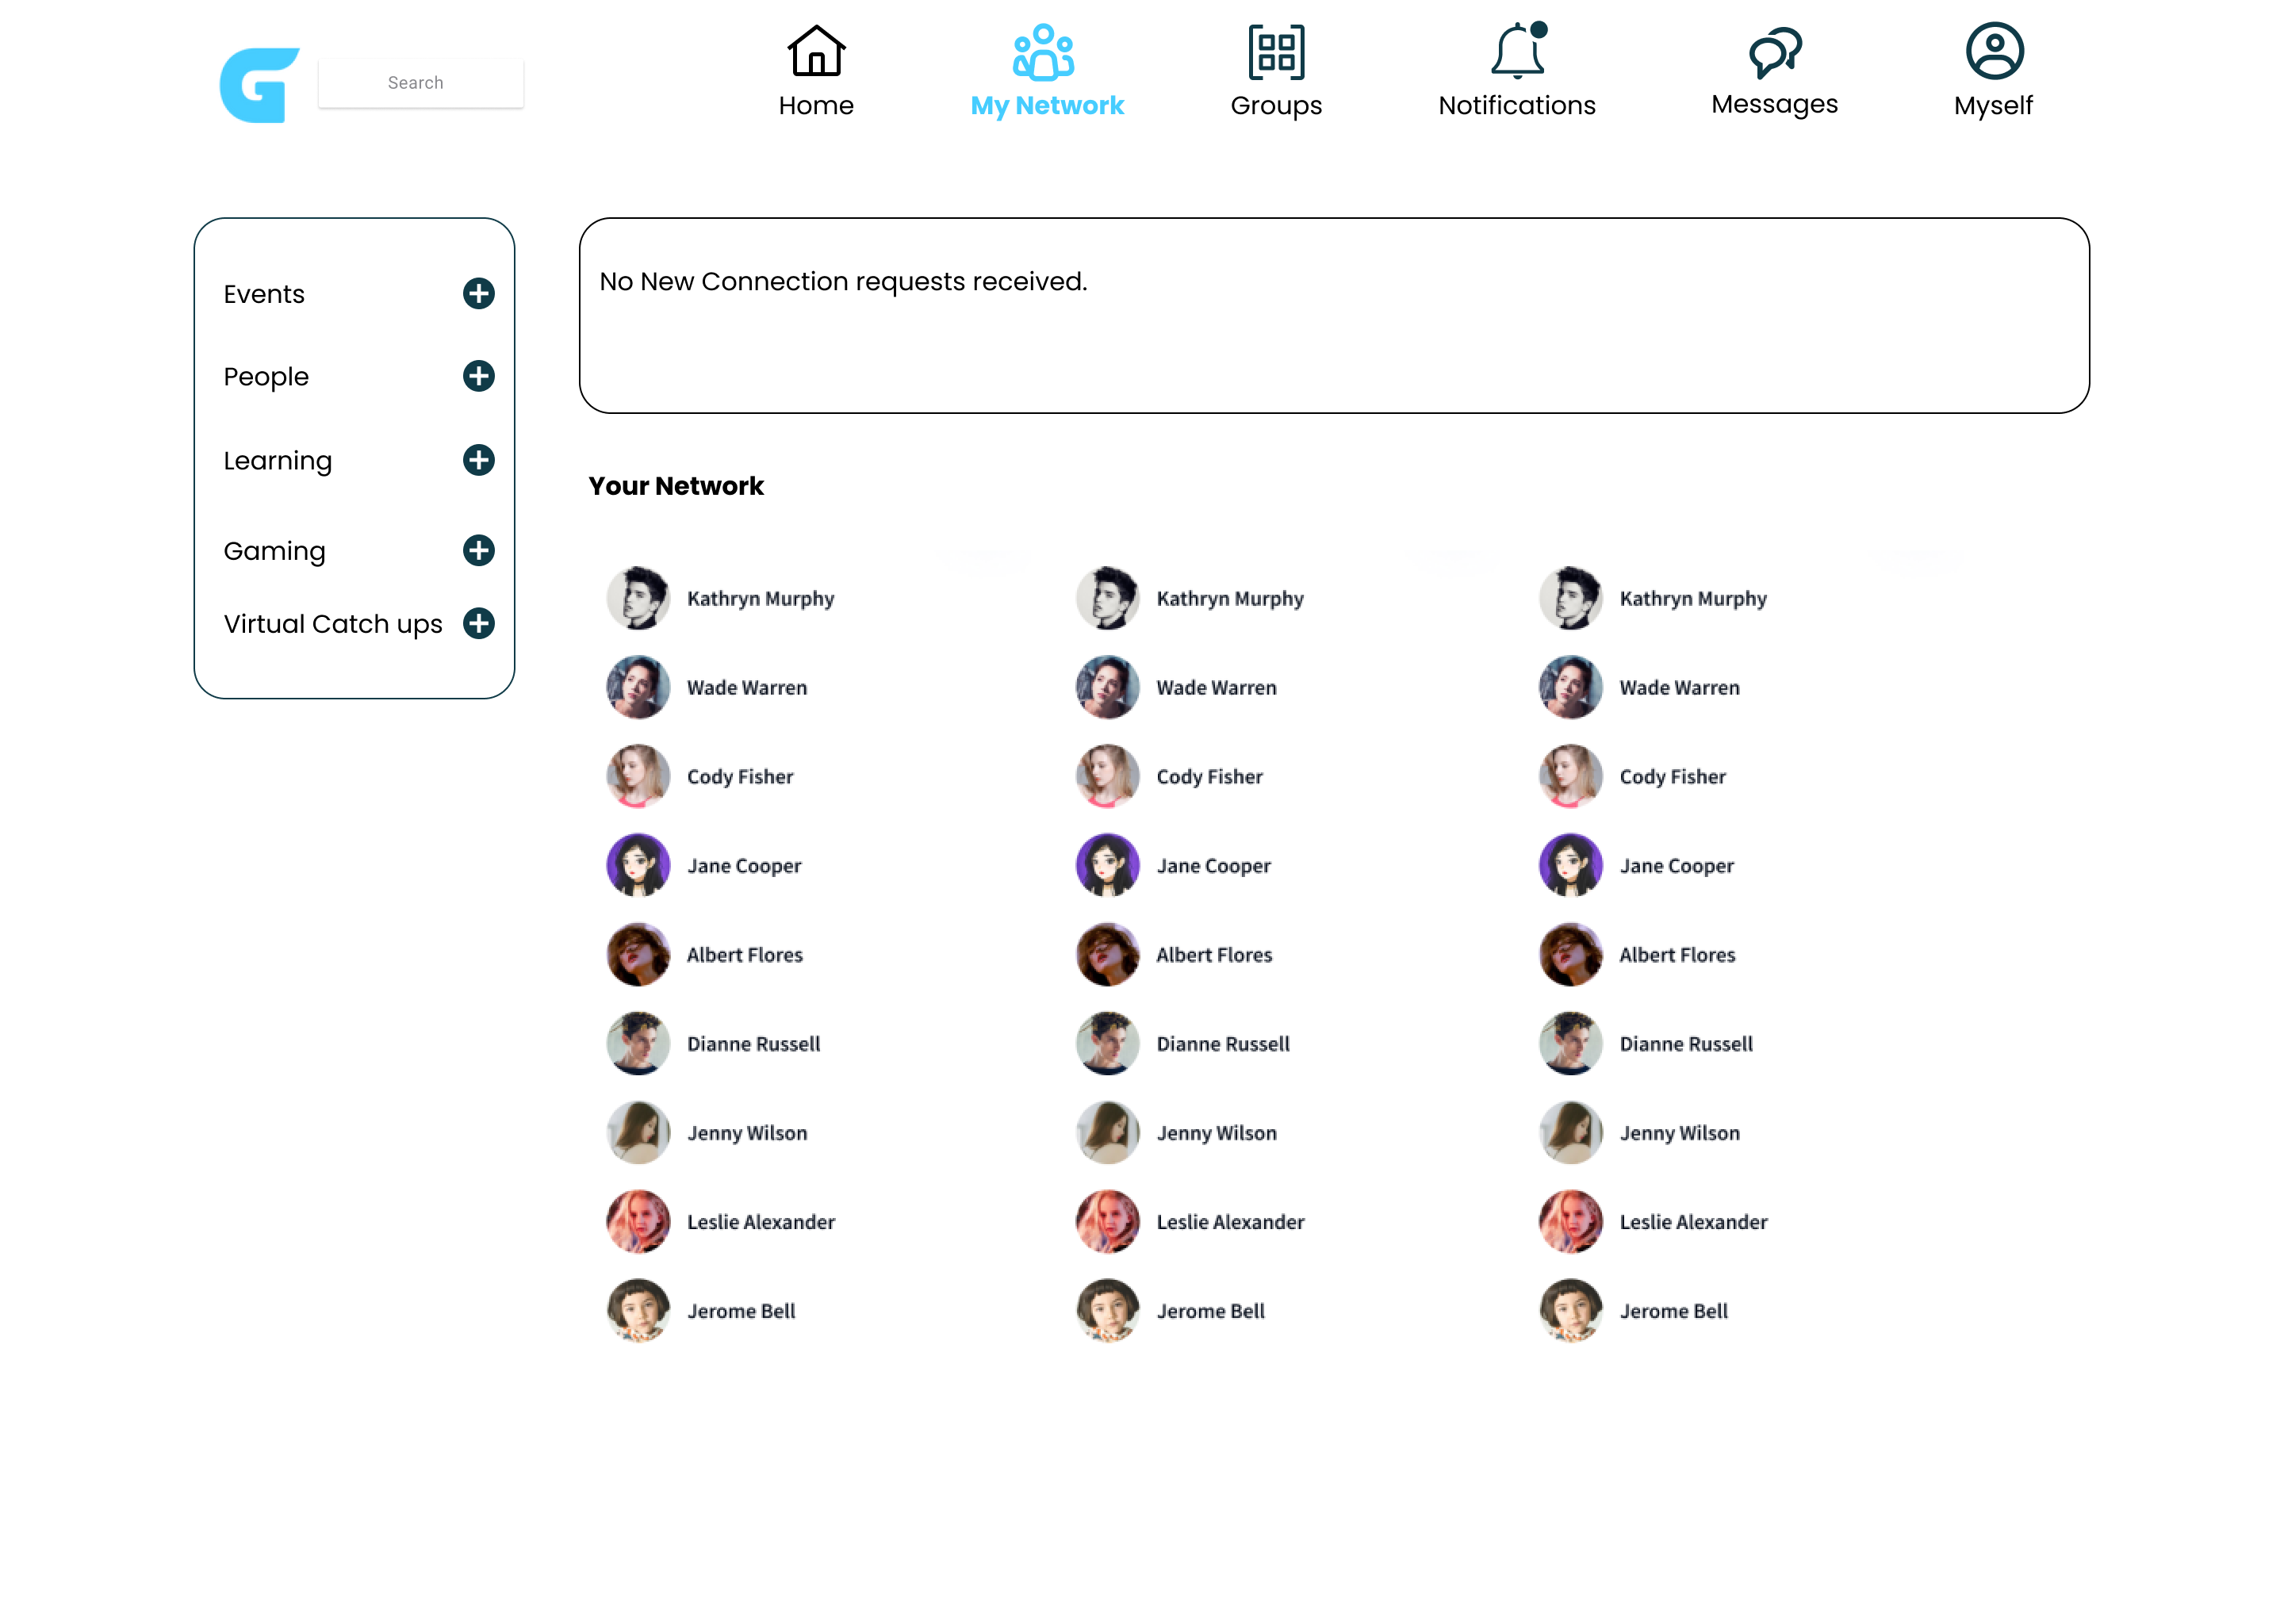 G
Search
Home
My Network
Groups
Notifications
Messages
Myself
Events
People
Learning
Gaming
Virtual Catch ups
No New Connection requests received.
Your Network
Kathryn Murphy
Kathryn Murphy
Kathryn Murphy
Wade Warren
Wade Warren
Wade Warren
Cody Fisher
Cody Fisher
Cody Fisher
Jane Cooper
Jane Cooper
Jane Cooper
Albert Flores
Albert Flores
Albert Flores
Dianne Russell
Dianne Russell
Dianne Russell
Jenny Wilson
Jenny Wilson
Jenny Wilson
Leslie Alexander
Leslie Alexander
Leslie Alexander
Jerome Bell
Jerome Bell
Jerome Bell